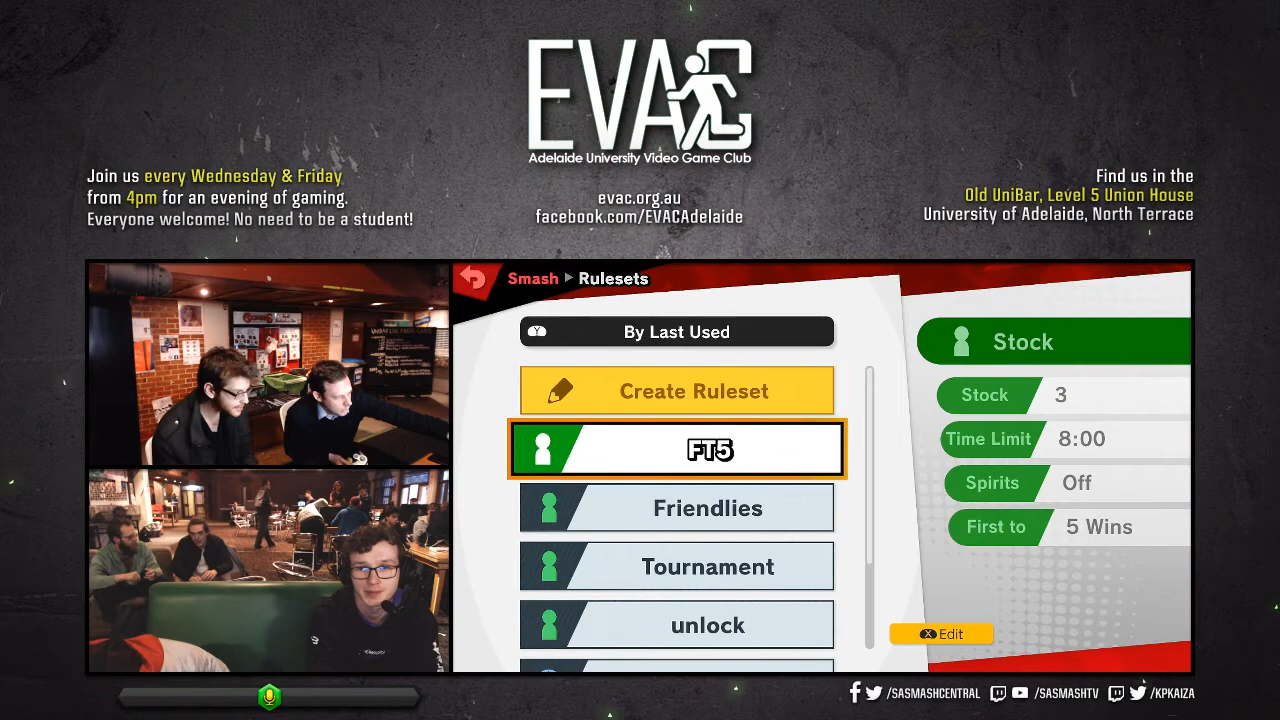 EVAC
Adelaide University Video Game Club
Join us every Wednesday & Friday
from 4pm for an evening of gaming.
Everyone welcome! No need to be a student!
evac.org.au
facebook.com/EVACAdelaide
Find us in the
Old UniBar, Level 5 Union House
University of Adelaide, North Terrace
Smash ▶ Rulesets
Y
By Last Used
Create Ruleset
FT5
Friendlies
Tournament
unlock
Stock
Stock 3
Time Limit 8:00
Spirits Off
First to 5 Wins
X Edit
/SASMASHCENTRAL /SASMASHTV /KPKAIZA